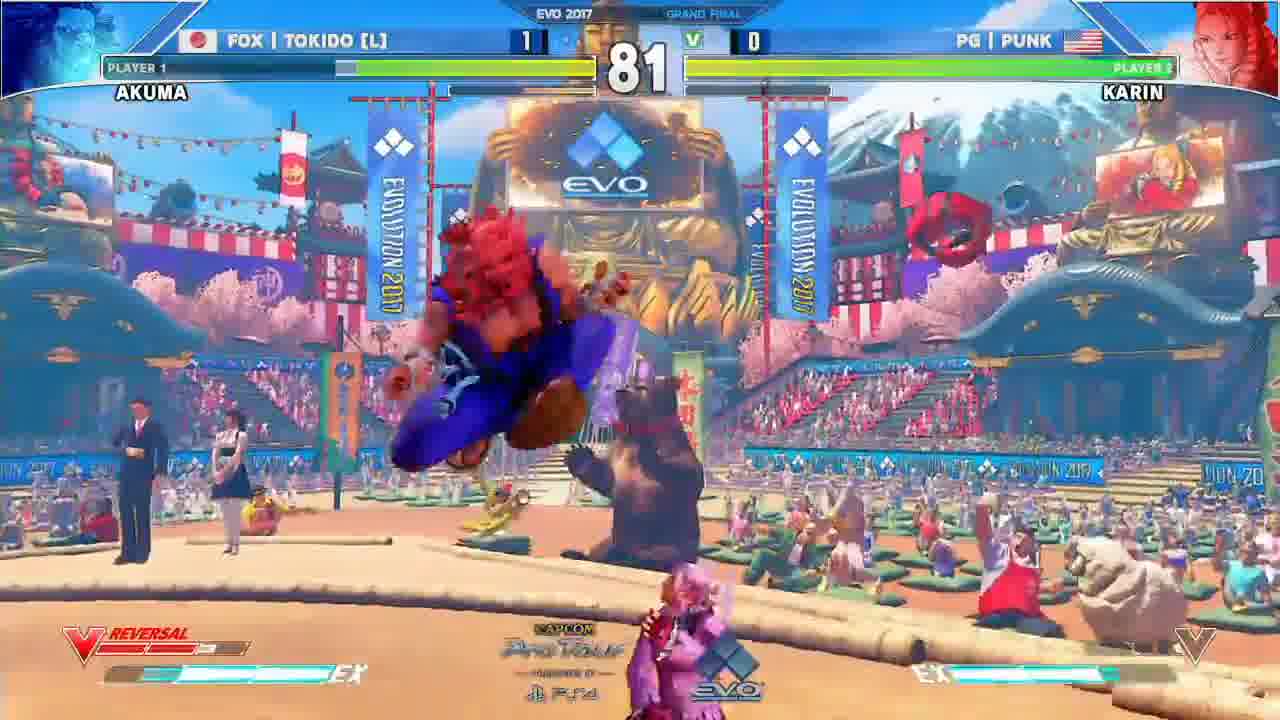 EVO 2017 GRAND FINAL
FOX | TOKIDO [L] 1 81 V 0 PG | PUNK
PLAYER 1 PLAYER 2
AKUMA KARIN
EVO
EVOLUTION 2017
EVOLUTION 2017
REVERSAL
EX
EX
CAPCOM
Pro Tour
PS4
EVO